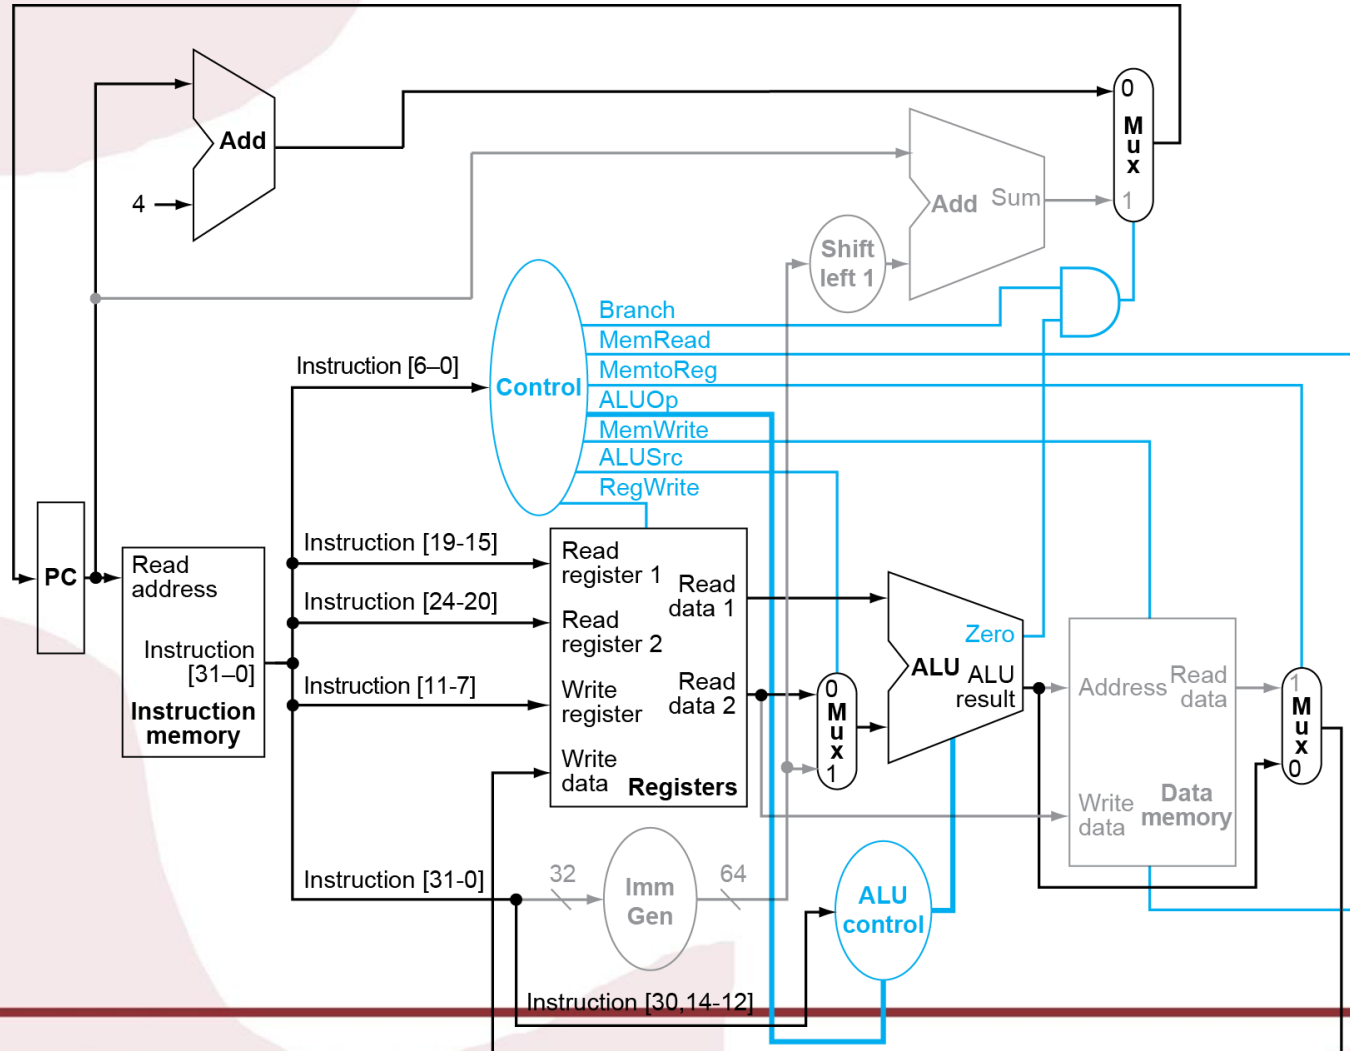 Add
4
0
Mux
1
Add Sum
Shift
left 1
Branch
MemRead
MemtoReg
ALUOp
MemWrite
ALUSrc
RegWrite
Control
Instruction [6–0]
PC
Read
address
Instruction
[31–0]
Instruction
memory
Instruction [19-15]
Instruction [24-20]
Instruction [11-7]
Instruction [31-0]
Read
register 1
Read
register 2
Write
register
Write
data
Read
data 1
Read
data 2
Registers
0
Mux
1
Zero
ALU
ALU
result
Address
Read
data
Write
data
Data
memory
1
Mux
0
32
Imm
Gen
64
ALU
control
Instruction [30,14-12]